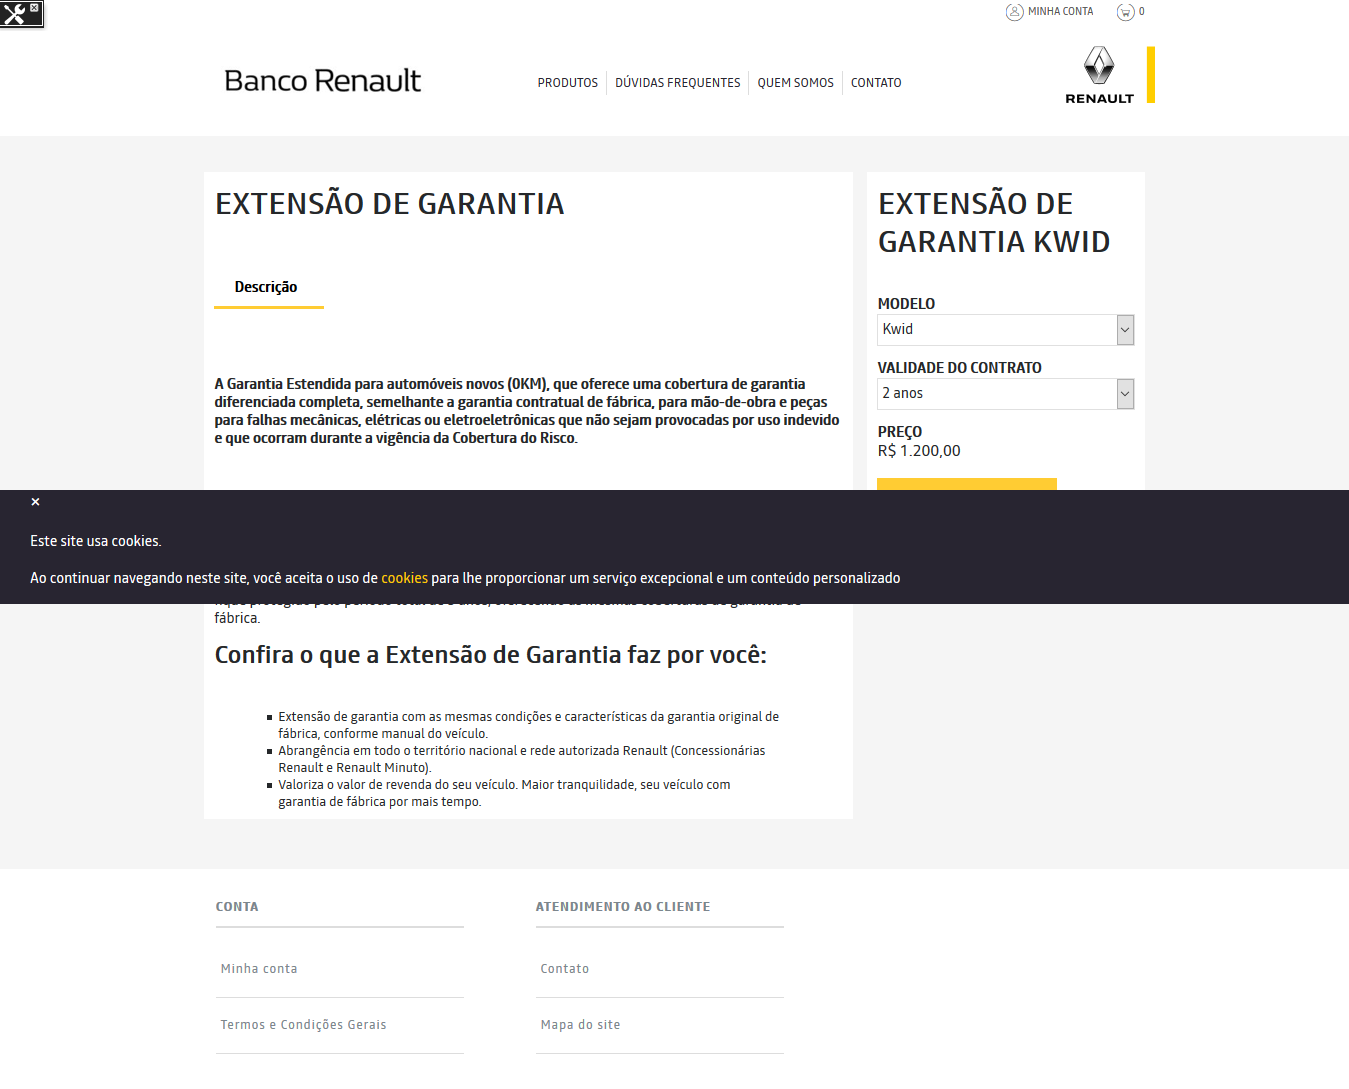 MINHA CONTA
0
Banco Renault
PRODUTOS
DÚVIDAS FREQUENTES
QUEM SOMOS
CONTATO
RENAULT
EXTENSÃO DE GARANTIA
Descrição
A Garantia Estendida para automóveis novos (0KM), que oferece uma cobertura de garantia
diferenciada completa, semelhante a garantia contratual de fábrica, para mão-de-obra e peças
para falhas mecânicas, elétricas ou eletroeletrônicas que não sejam provocadas por uso indevido
e que ocorram durante a vigência da Cobertura do Risco.
EXTENSÃO DE
GARANTIA KWID
MODELO
Kwid
VALIDADE DO CONTRATO
2 anos
PREÇO
R$ 1.200,00
×
Este site usa cookies.
Ao continuar navegando neste site, você aceita o uso de cookies para lhe proporcionar um serviço excepcional e um conteúdo personalizado
fábrica.
Confira o que a Extensão de Garantia faz por você:
Extensão de garantia com as mesmas condições e características da garantia original de
fábrica, conforme manual do veículo.
Abrangência em todo o território nacional e rede autorizada Renault (Concessionárias
Renault e Renault Minuto).
Valoriza o valor de revenda do seu veículo. Maior tranquilidade, seu veículo com
garantia de fábrica por mais tempo.
CONTA
Minha conta
Termos e Condições Gerais
ATENDIMENTO AO CLIENTE
Contato
Mapa do site